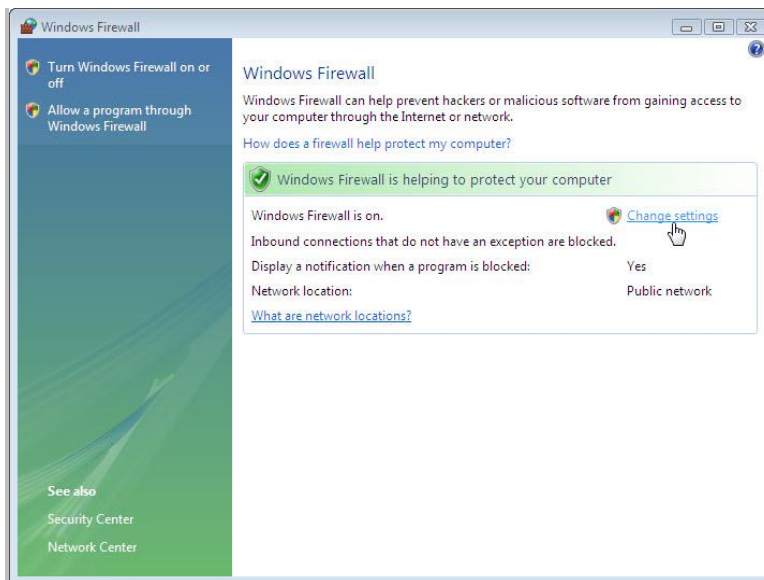 Windows Firewall
Turn Windows Firewall on or
off
Allow a program through
Windows Firewall
See also
Security Center
Network Center
Windows Firewall
Windows Firewall can help prevent hackers or malicious software from gaining access to
your computer through the Internet or network.
How does a firewall help protect my computer?
Windows Firewall is helping to protect your computer
Windows Firewall is on. Change settings
Inbound connections that do not have an exception are blocked.
Display a notification when a program is blocked: Yes
Network location: Public network
What are network locations?